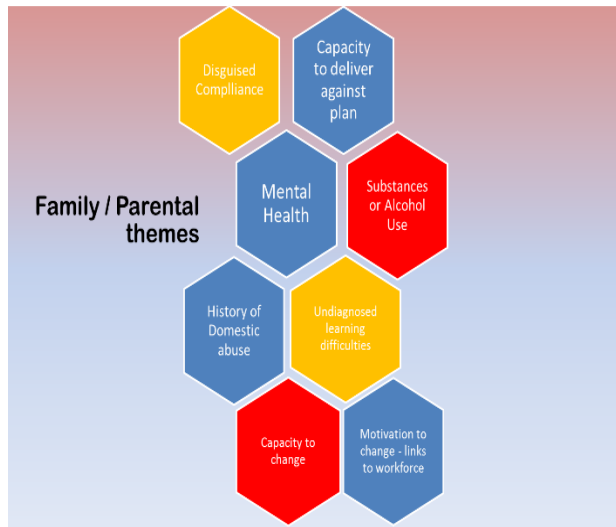 Disguised
Complliance
Capacity
to deliver
against
plan
Family / Parental
themes
Mental
Health
Substances
or Alcohol
Use
History of
Domestic
abuse
Undiagnosed
learning
difficulties
Capacity to
change
Motivation to
change - links
to workforce